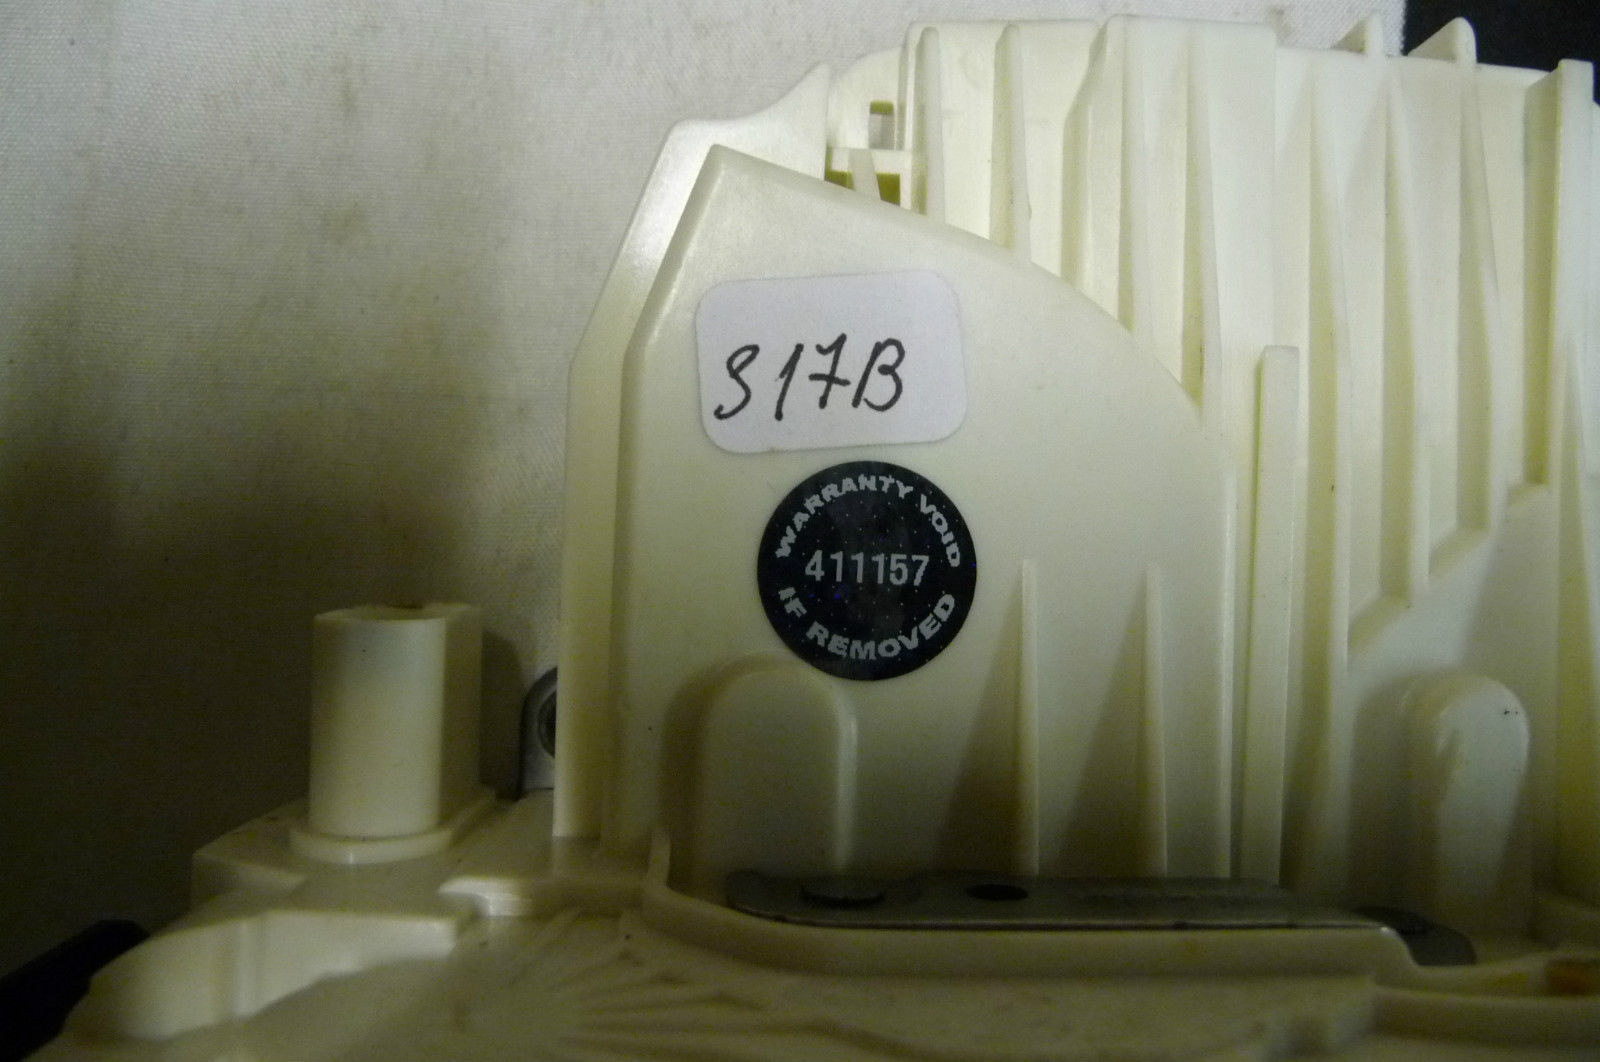 S17B
WARRANTY VOID
411157
IF REMOVED